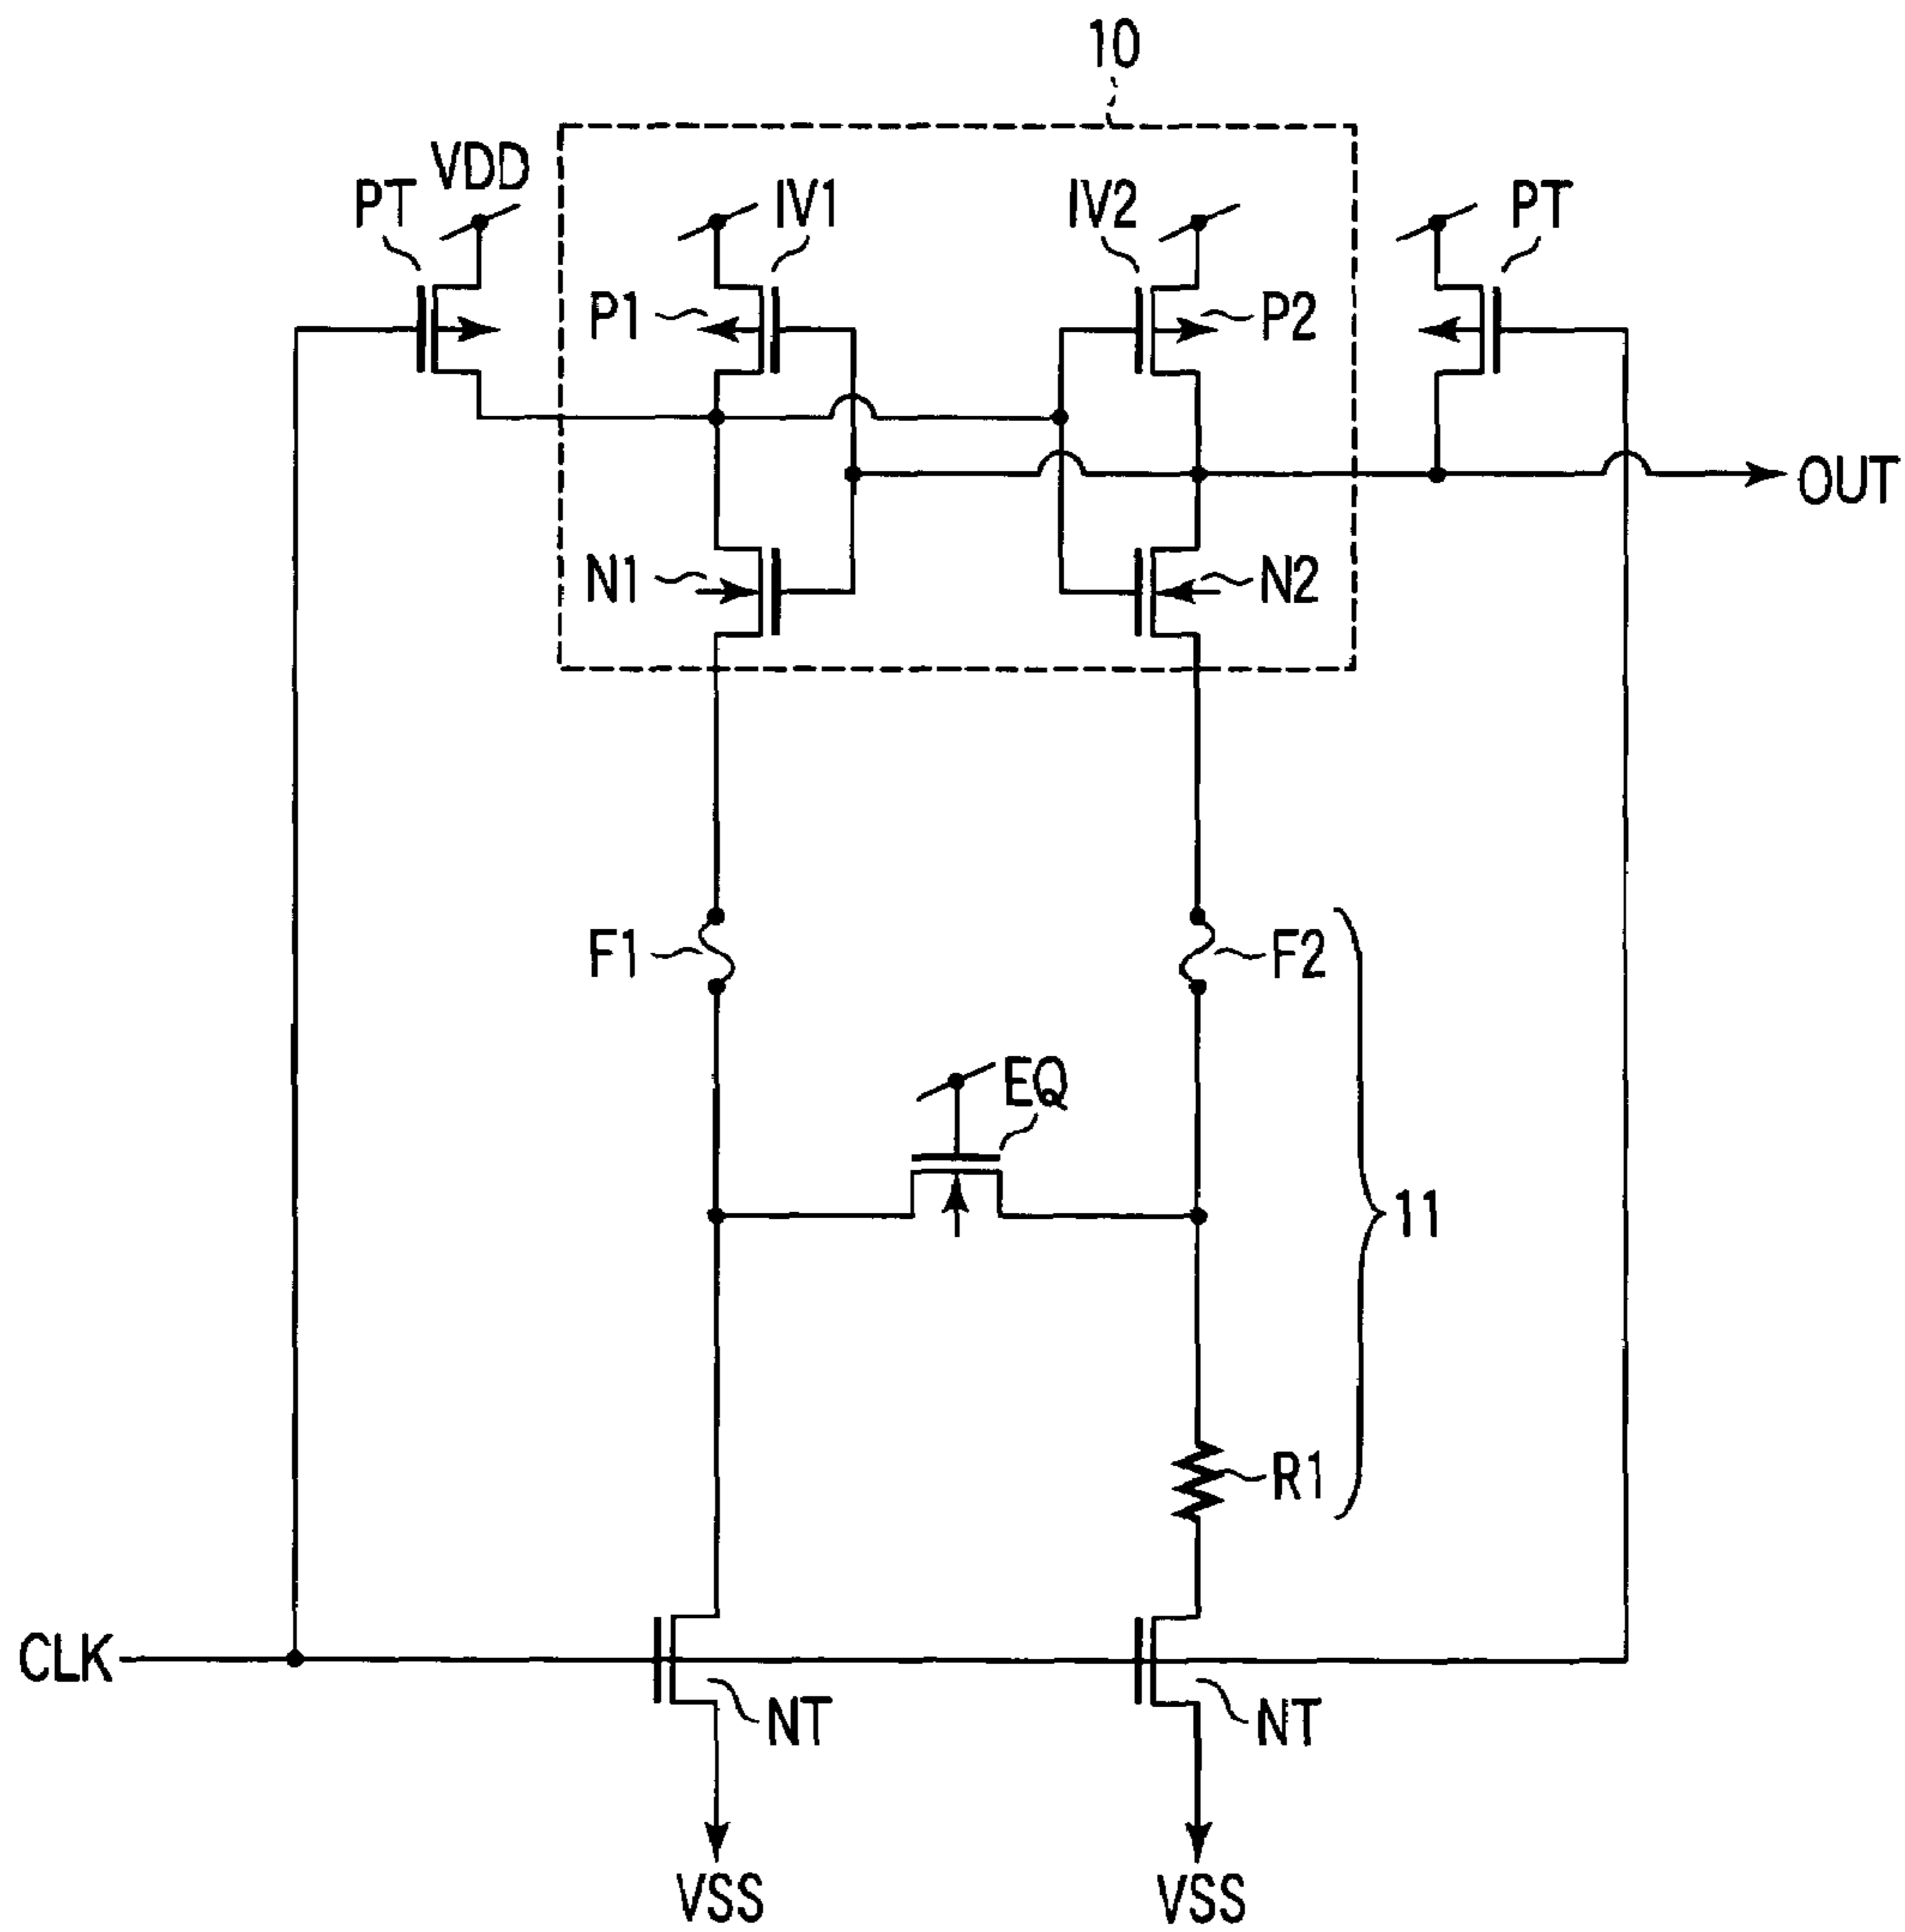 10
VDD
PT
IV1
IV2
PT
P1
P2
OUT
N1
N2
F1
F2
EQ
11
R1
CLK
NT
NT
VSS
VSS